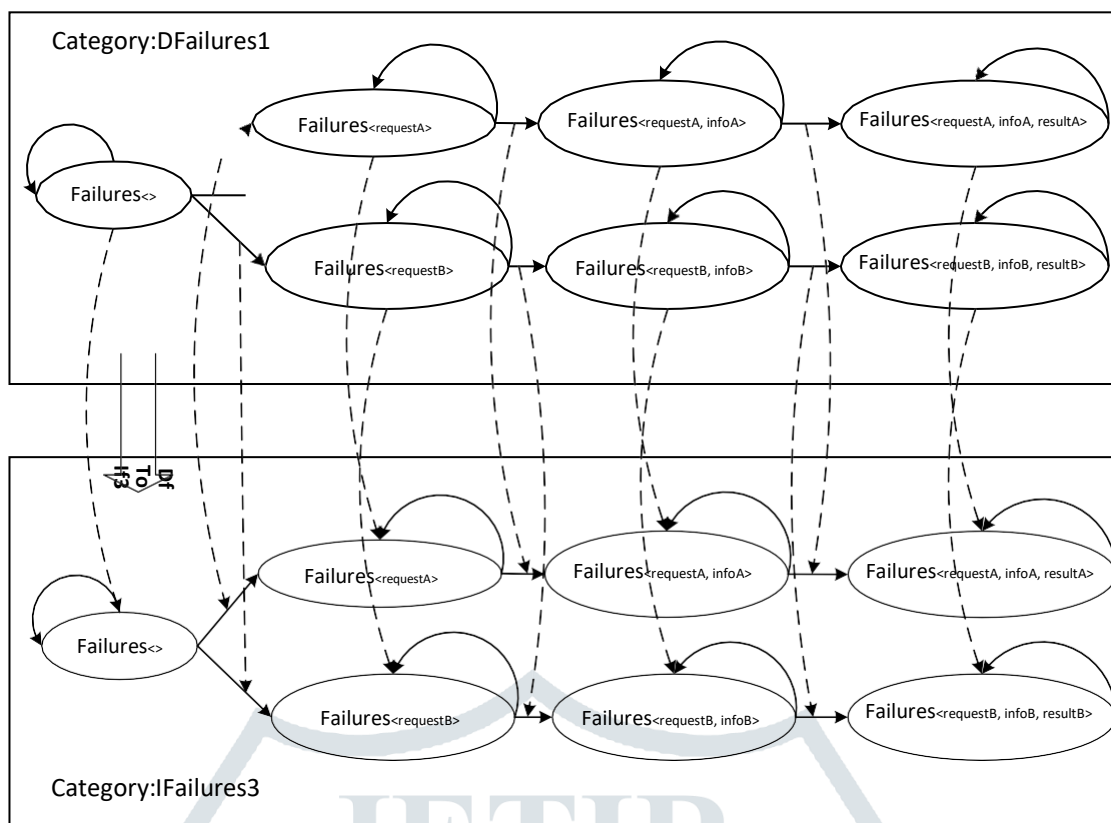 Category:DFailures1
Failures<requestA>
Failures<requestA, infoA>
Failures<requestA, infoA, resultA>
Failures<>
Failures<requestB>
Failures<requestB, infoB>
Failures<requestB, infoB, resultB>
Df
To
If3
Failures<requestA>
Failures<requestA, infoA>
Failures<requestA, infoA, resultA>
Failures<>
Failures<requestB>
Failures<requestB, infoB>
Failures<requestB, infoB, resultB>
Category:IFailures3
JETIR